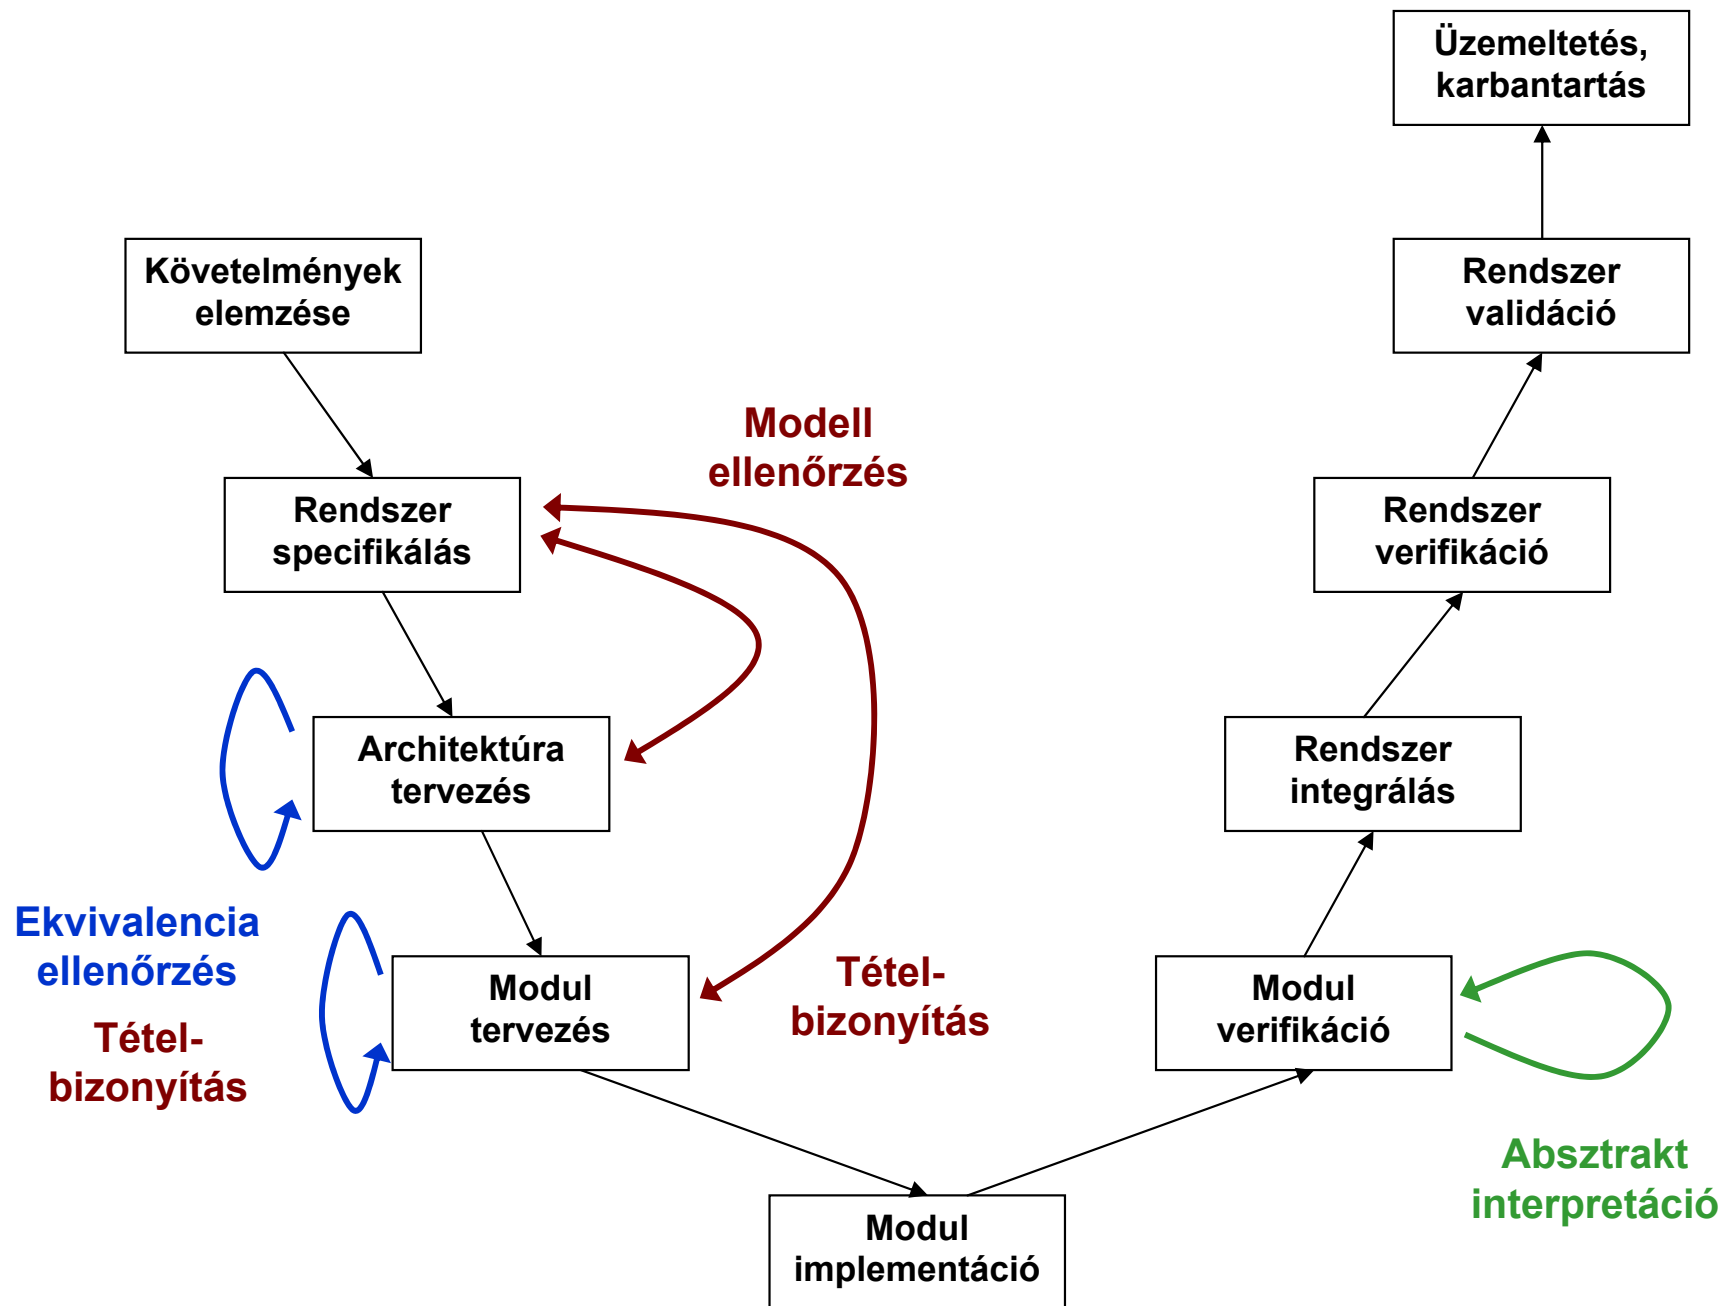 Üzemeltetés,
karbantartás
Követelmények
elemzése
Rendszer
validáció
Modell
ellenőrzés
Rendszer
specifikálás
Rendszer
verifikáció
Architektúra
tervezés
Rendszer
integrálás
Ekvivalencia
ellenőrzés
Tétel-
bizonyítás
Modul
tervezés
Tétel-
bizonyítás
Modul
verifikáció
Absztrakt
interpretáció
Modul
implementáció